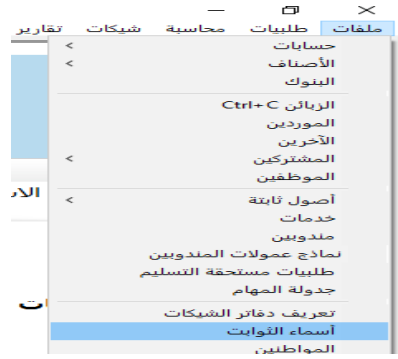 ملفات طلبيات محاسبة شيكات تقارير
حسابات
الأصناف
البنوك
الزبائن Ctrl+C
الموردين
الآخرين
المشتركين
الموظفين
أصول ثابتة
خدمات
مندوبين
نماذج عمولات المندوبين
طلبيات مستحقة التسليم
جدولة المهام
تعريف دفاتر الشيكات
أسماء الثوابت
المواطنين